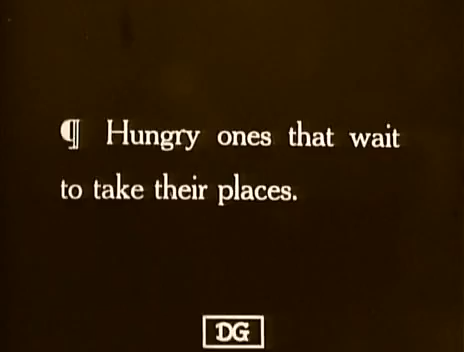 ¶ Hungry ones that wait
to take their places.
DG